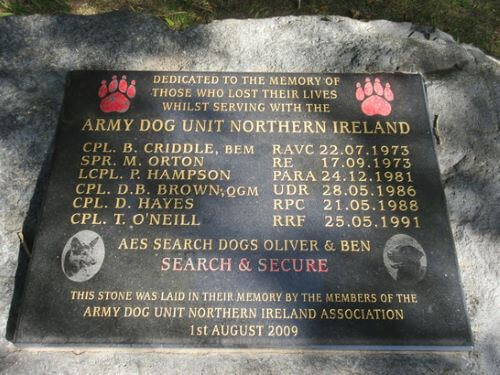 DEDICATED TO THE MEMORY OF
THOSE WHO LOST THEIR LIVES
WHILST SERVING WITH THE
ARMY DOG UNIT NORTHERN IRELAND
CPL. B. CRIDDLE, BEM RAVC 22.07.1973
SPR. M. ORTON RE 17.09.1973
LCPL. P. HAMPSON PARA 24.12.1981
CPL. D.B. BROWN, QGM UDR 28.05.1986
CPL. D. HAYES RPC 21.05.1988
CPL. T. O'NEILL RRF 25.05.1991
AES SEARCH DOGS OLIVER & BEN
SEARCH & SECURE
THIS STONE WAS LAID IN THEIR MEMORY BY THE MEMBERS OF THE
ARMY DOG UNIT NORTHERN IRELAND ASSOCIATION
1ST AUGUST 2009